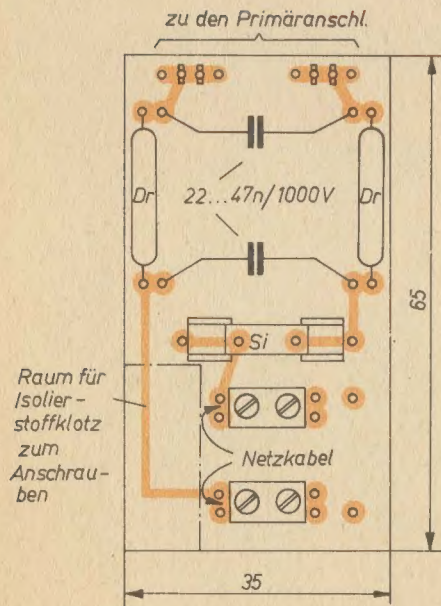 zu den Primäranschl.
Dr
22...47n/1000V
Dr
65
Si
Raum für
Isolier-
stoffklotz
zum
Anschrau-
ben
Netzkabel
35